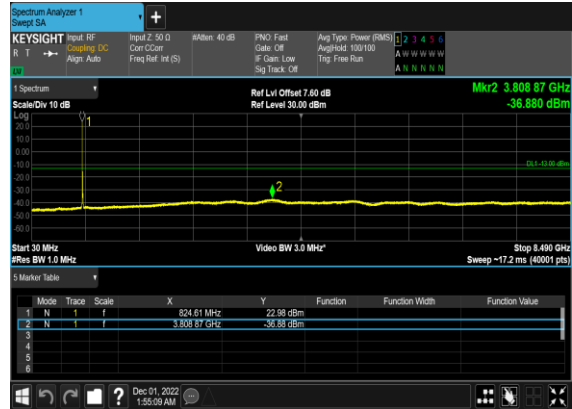 Spectrum Analyzer 1
Swept SA
+
KEYSIGHT Input: RF Input Z: 50 Ω #Atten: 40 dB PNO: Fast Avg Type: Power (RMS) 1 2 3 4 5 6
R T Coupling: DC Corr CCorr Gate: Off Avg|Hold: 100/100 A W W W W W
Align: Auto Freq Ref: Int (S) IF Gain: Low Trig: Free Run
Sig Track: Off A N N N N N
1 Spectrum Ref Lvl Offset 7.60 dB Mkr2 3.808 87 GHz
Scale/Div 10 dB Ref Level 30.00 dBm -36.880 dBm
Log
20.0
10.0
0.00
-10.0
-20.0
-30.0
-40.0
-50.0
-60.0
1
DL1 -13.00 dBm
2
Start 30 MHz Video BW 3.0 MHz* Stop 8.490 GHz
#Res BW 1.0 MHz Sweep ~17.2 ms (40001 pts)
5 Marker Table
Mode Trace Scale X Y Function Function Width Function Value
1 N 1 f 824.61 MHz 22.98 dBm
2 N 1 f 3.808 87 GHz -36.88 dBm
3
4
5
6
? Dec 01, 2022
1:55:09 AM